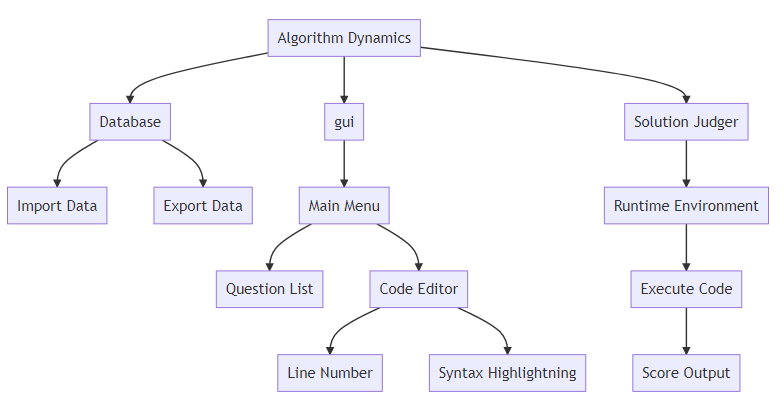 Algorithm Dynamics
Database
gui
Solution Judger
Import Data
Export Data
Main Menu
Runtime Environment
Question List
Code Editor
Execute Code
Line Number
Syntax Highlightning
Score Output